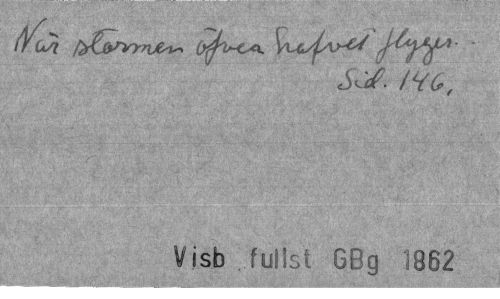 När stormen öfver hafvet flyger.
Sid. 146.
Visb fullst GBg 1862